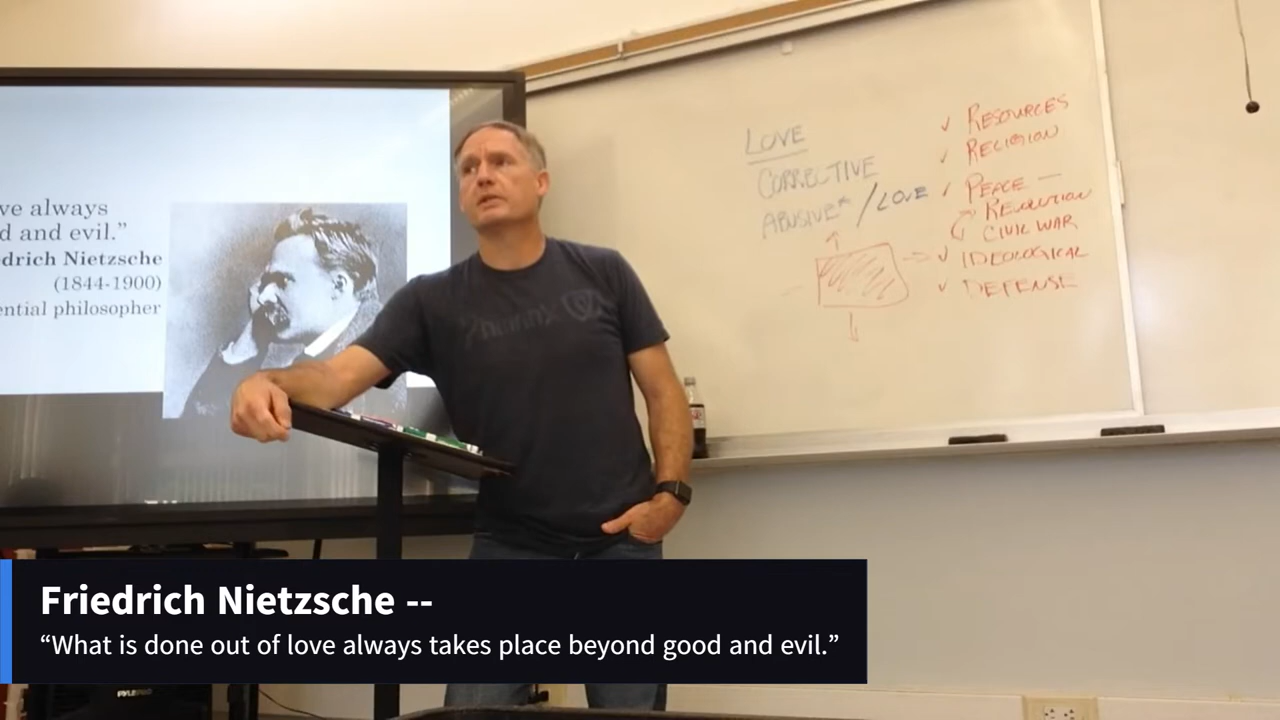 ve always
d and evil.”
drich Nietzsche
(1844-1900)
ential philosopher
LOVE
CORRECTIVE
ABUSIVE* / LOVE
✓ RESOURCES
✓ RELIGION
✓ PEACE —
REVOLUTION
CIVIL WAR
✓ IDEOLOGICAL
✓ DEFENSE
Friedrich Nietzsche --
“What is done out of love always takes place beyond good and evil.”